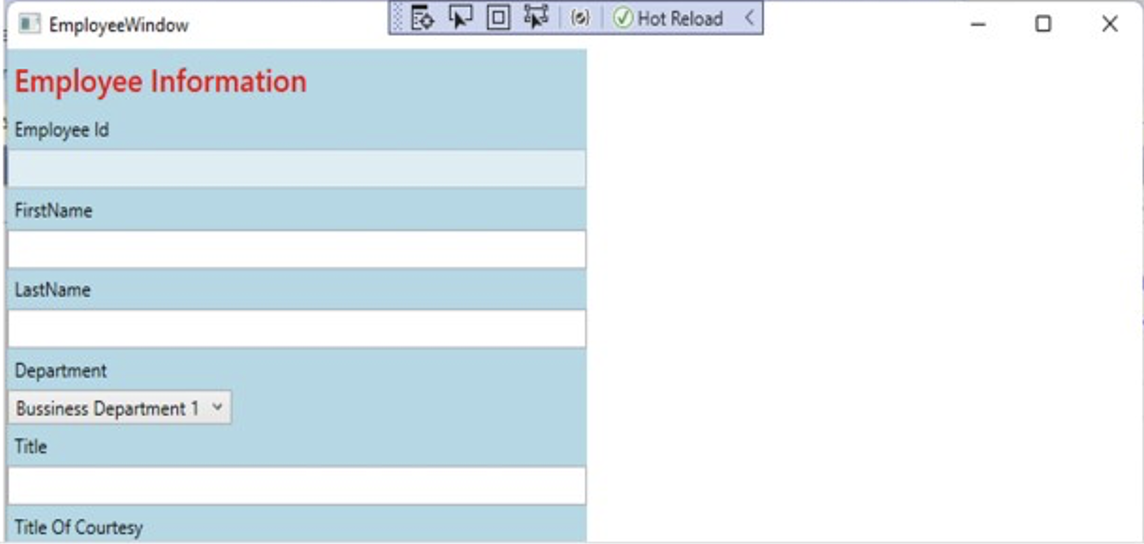 EmployeeWindow
Hot Reload
Employee Information
Employee Id
FirstName
LastName
Department
Bussiness Department 1
Title
Title Of Courtesy